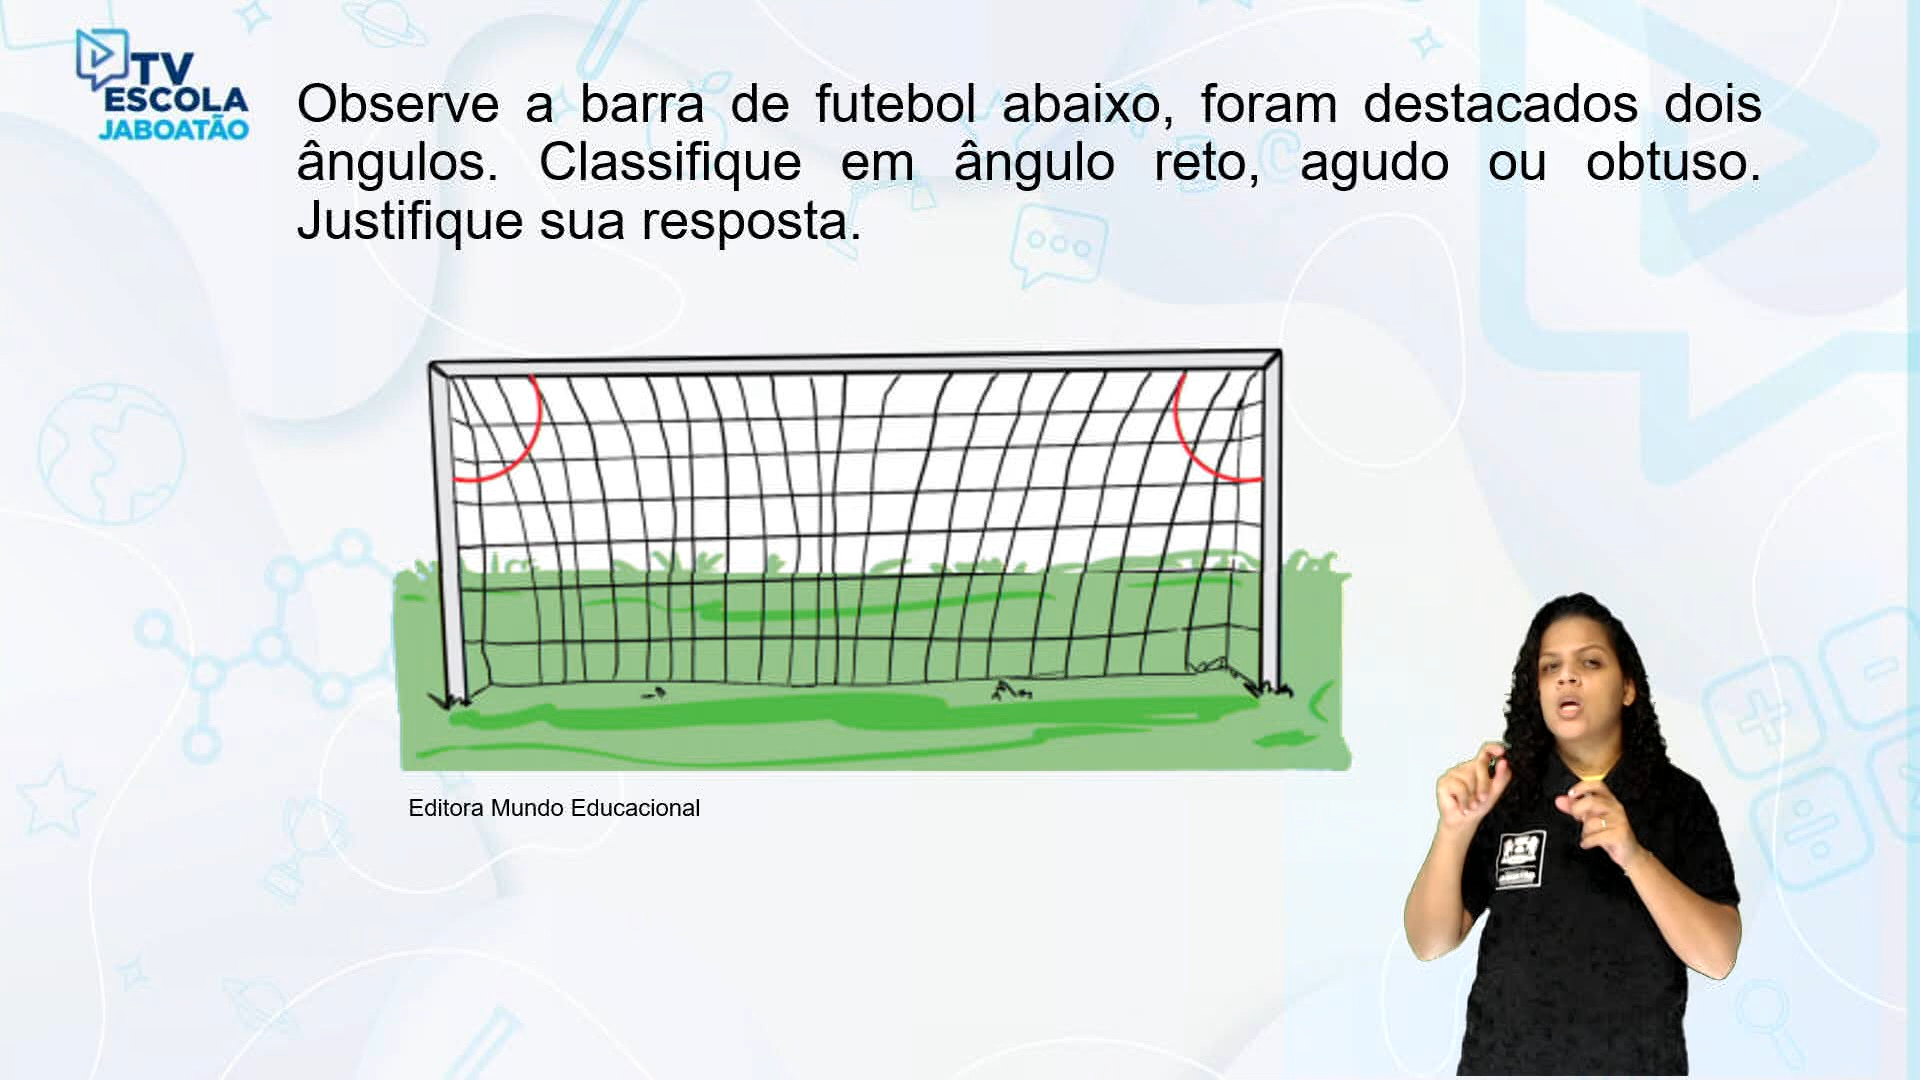 TV
ESCOLA
JABOATÃO
Observe a barra de futebol abaixo, foram destacados dois
ângulos. Classifique em ângulo reto, agudo ou obtuso.
Justifique sua resposta.
Editora Mundo Educacional